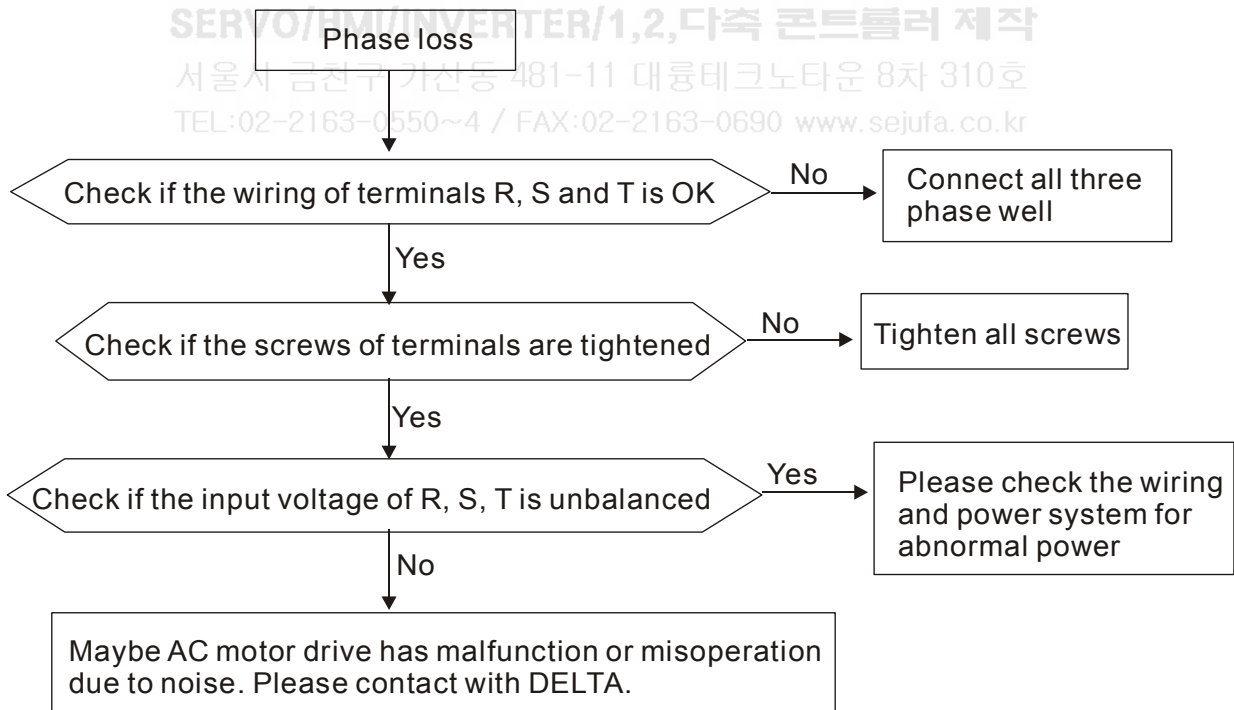 SERVO/HMI/INVERTER/1,2,다축 콘트롤러 제작
Phase loss
서울시 금천구 가산동 481-11 대륭테크노타운 8차 310호
TEL:02-2163-0550~4 / FAX:02-2163-0690 www.sejufa.co.kr
Check if the wiring of terminals R, S and T is OK
No
Connect all three
phase well
Yes
Check if the screws of terminals are tightened
No
Tighten all screws
Yes
Check if the input voltage of R, S, T is unbalanced
Yes
Please check the wiring
and power system for
abnormal power
No
Maybe AC motor drive has malfunction or misoperation
due to noise. Please contact with DELTA.